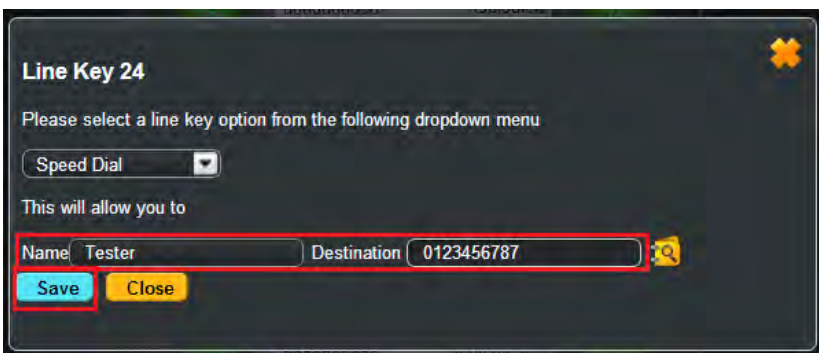 Line Key 24
Please select a line key option from the following dropdown menu
Speed Dial
This will allow you to
Name Tester Destination 0123456787
Save Close